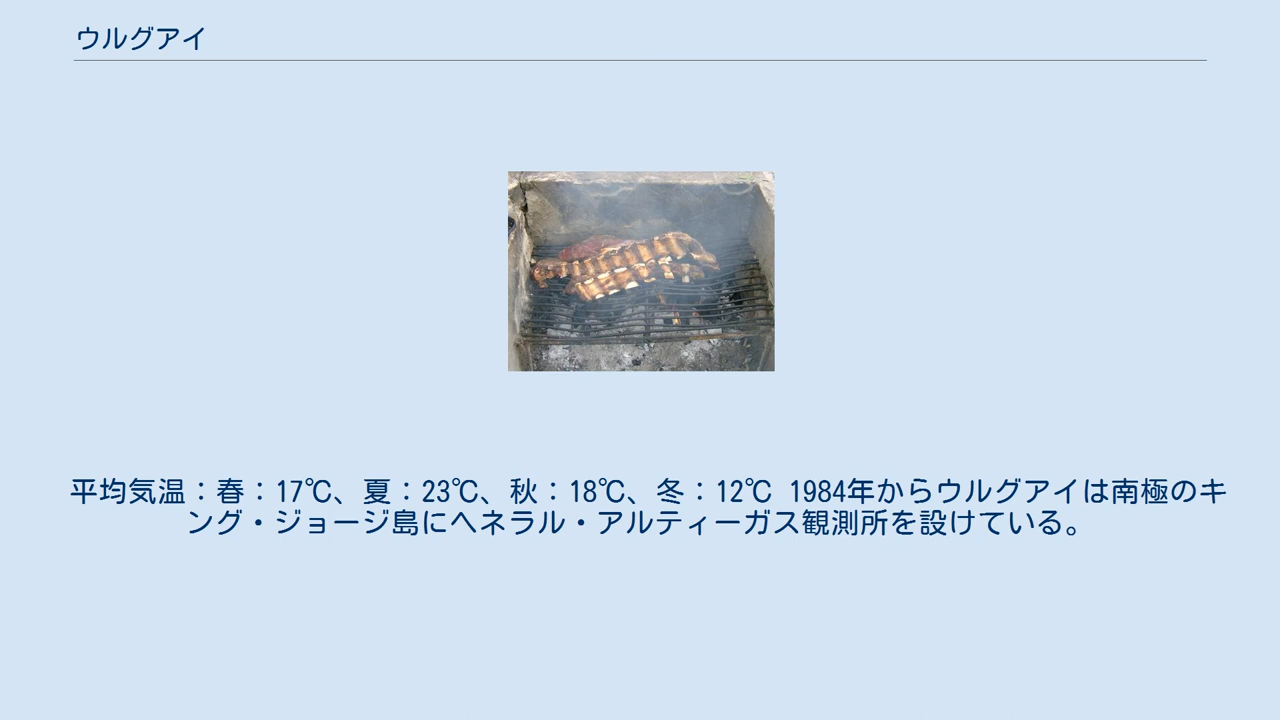 ウルグアイ
平均気温：春：17℃、夏：23℃、秋：18℃、冬：12℃ 1984年からウルグアイは南極のキ
ング・ジョージ島にヘネラル・アルティーガス観測所を設けている。